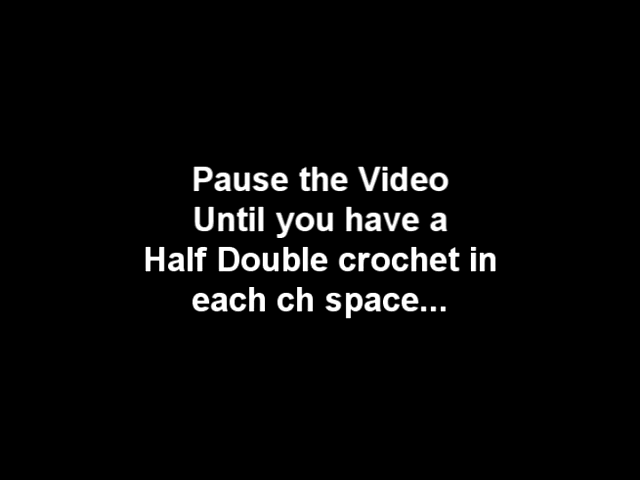 Pause the Video
Until you have a
Half Double crochet in
each ch space...